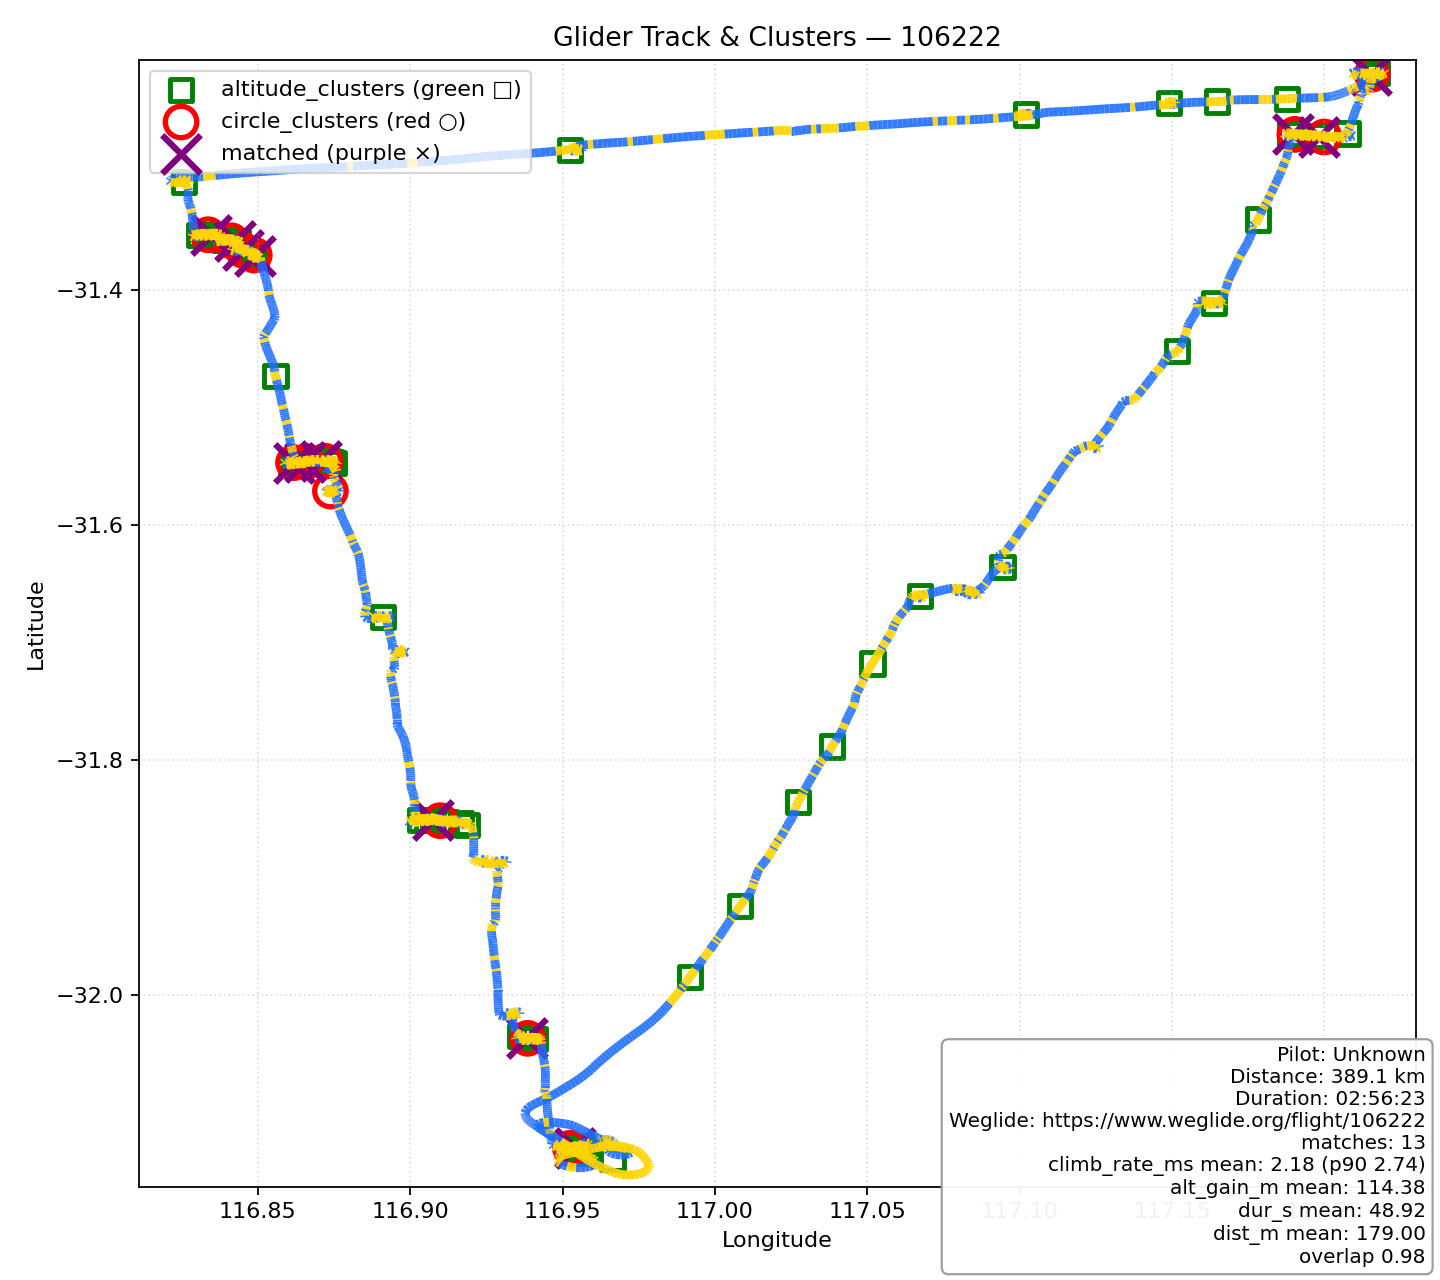 Glider Track & Clusters — 106222
altitude_clusters (green □)
circle_clusters (red ○)
matched (purple ×)
−31.4
−31.6
−31.8
−32.0
Latitude
116.85
116.90
116.95
117.00
117.05
117.10
117.15
Longitude
Pilot: Unknown
Distance: 389.1 km
Duration: 02:56:23
Weglide: https://www.weglide.org/flight/106222
matches: 13
climb_rate_ms mean: 2.18 (p90 2.74)
alt_gain_m mean: 114.38
dur_s mean: 48.92
dist_m mean: 179.00
overlap 0.98